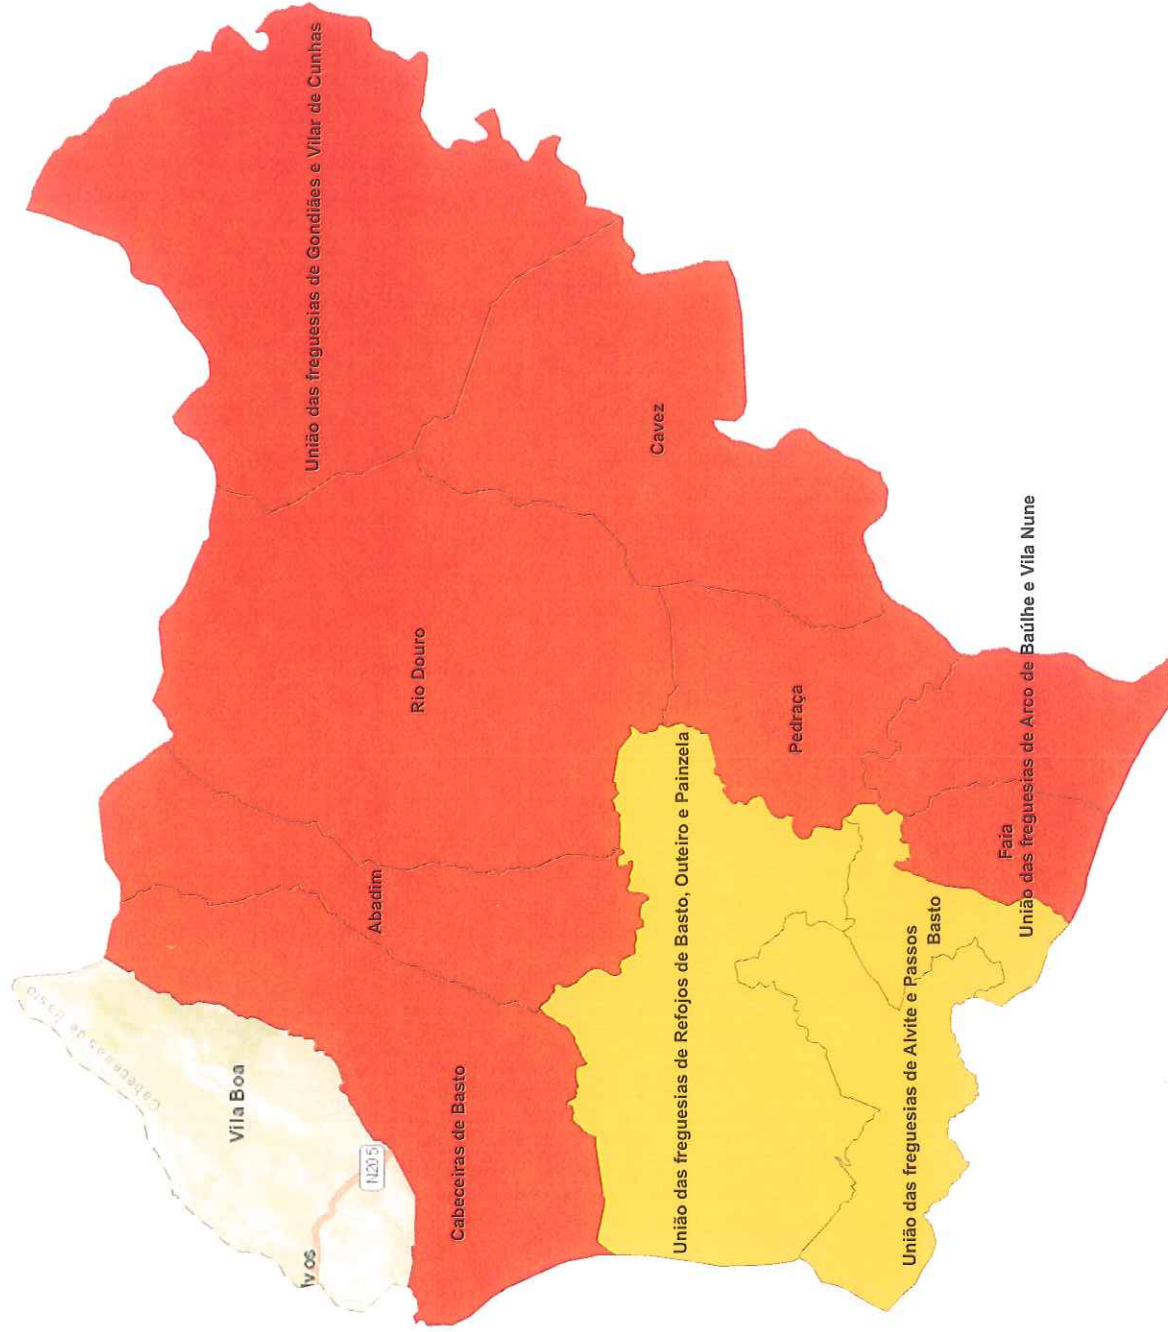 União das freguesias de Gondiães e Vilar de Cunhas
Cavez
Rio Douro
Pedraça
Abadim
Faia
União das freguesias de Arco de Baúlhe e Vila Nune
Basto
União das freguesias de Refojos de Basto, Outeiro e Painzela
União das freguesias de Alvite e Passos
Cabeceiras de Basto
Cabeceiras de Basto
Vila Boa
N205